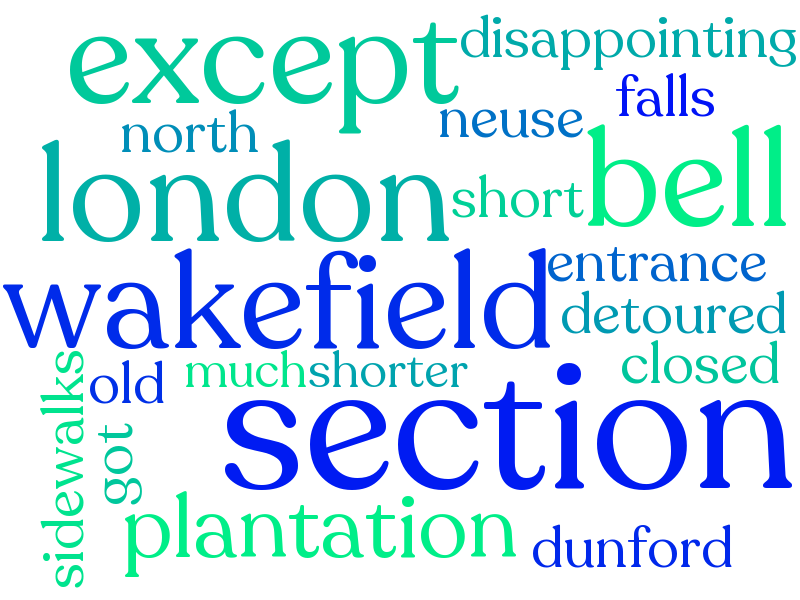 except
disappointing
falls
north
neuse
london
short
bell
wakefield
entrance
detoured
closed
old
much
shorter
section
sidewalks
got
plantation
dunford